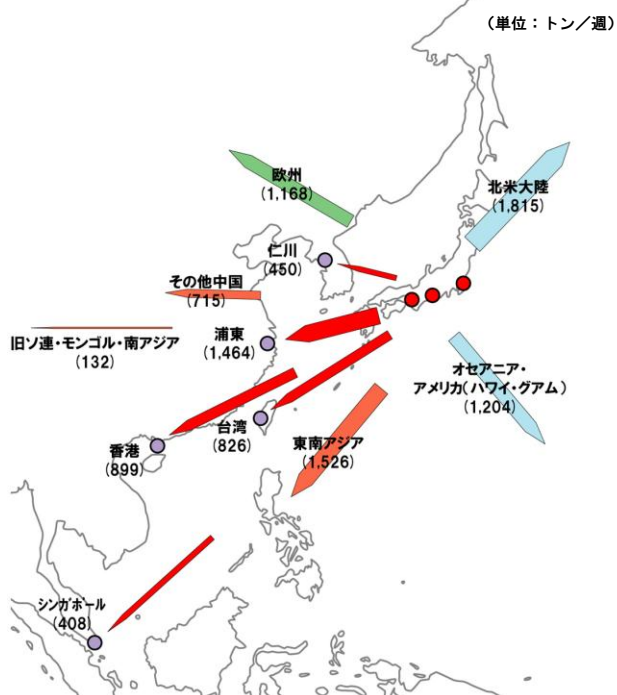 （単位：トン／週）
欧州
(1,168)
北米大陸
(1,815)
仁川
(450)
その他中国
(715)
浦東
(1,464)
旧ソ連・モンゴル・南アジア
(132)
オセアニア・
アメリカ（ハワイ・グアム）
(1,204)
台湾
(826)
東南アジア
(1,526)
香港
(899)
シンガポール
(408)